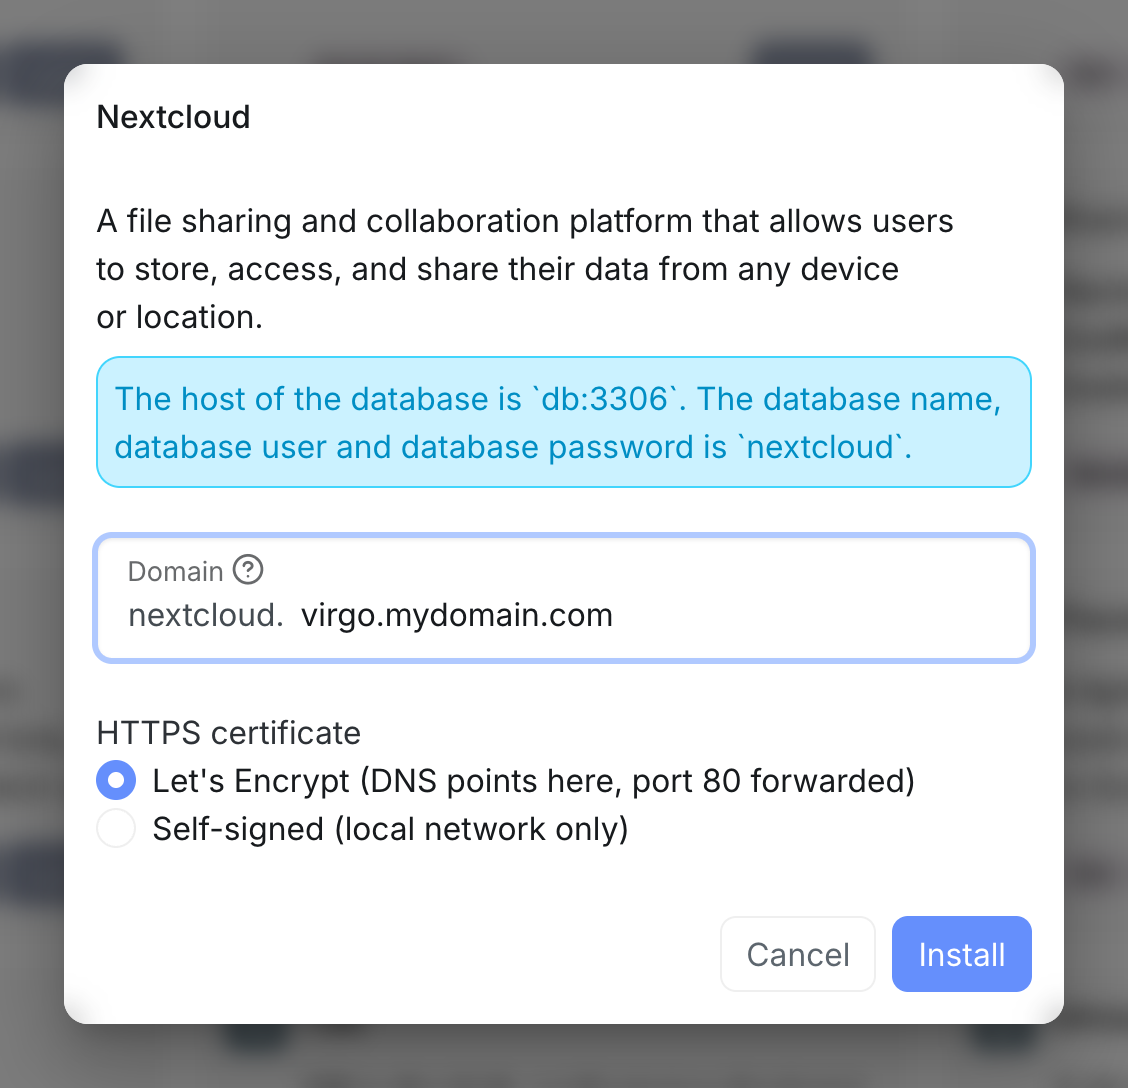 Nextcloud
A file sharing and collaboration platform that allows users
to store, access, and share their data from any device
or location.
The host of the database is `db:3306`. The database name,
database user and database password is `nextcloud`.
Domain ?
nextcloud. virgo.mydomain.com
HTTPS certificate
Let's Encrypt (DNS points here, port 80 forwarded)
Self-signed (local network only)
Cancel Install